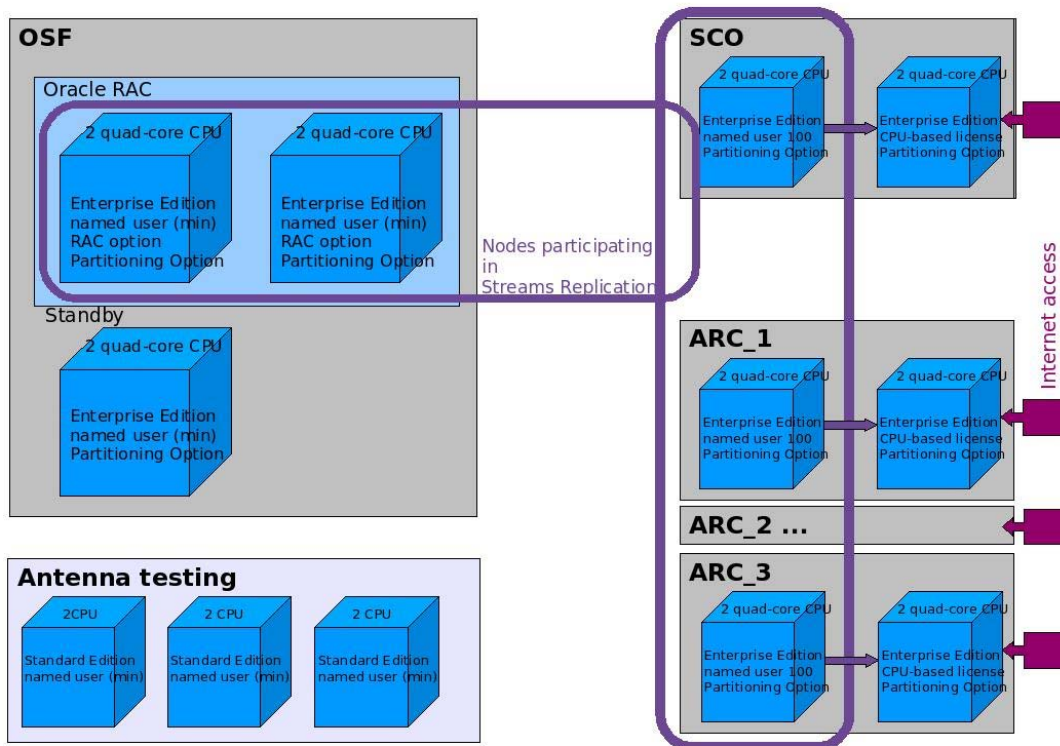 OSF
Oracle RAC
2 quad-core CPU
Enterprise Edition
named user (min)
RAC option
Partitioning Option
2 quad-core CPU
Enterprise Edition
named user (min)
RAC option
Partitioning Option
Standby
2 quad-core CPU
Enterprise Edition
named user (min)
Partitioning Option
Nodes participating
in
Streams Replication
Antenna testing
2CPU
Standard Edition
named user (min)
2 CPU
Standard Edition
named user (min)
2 CPU
Standard Edition
named user (min)
SCO
2 quad-core CPU
Enterprise Edition
named user 100
Partitioning Option
2 quad-core CPU
Enterprise Edition
CPU-based license
Partitioning Option
ARC_1
2 quad-core CPU
Enterprise Edition
named user 100
Partitioning Option
2 quad-core CPU
Enterprise Edition
CPU-based license
Partitioning Option
ARC_2 ...
ARC_3
2 quad-core CPU
Enterprise Edition
named user 100
Partitioning Option
2 quad-core CPU
Enterprise Edition
CPU-based license
Partitioning Option
Internet access